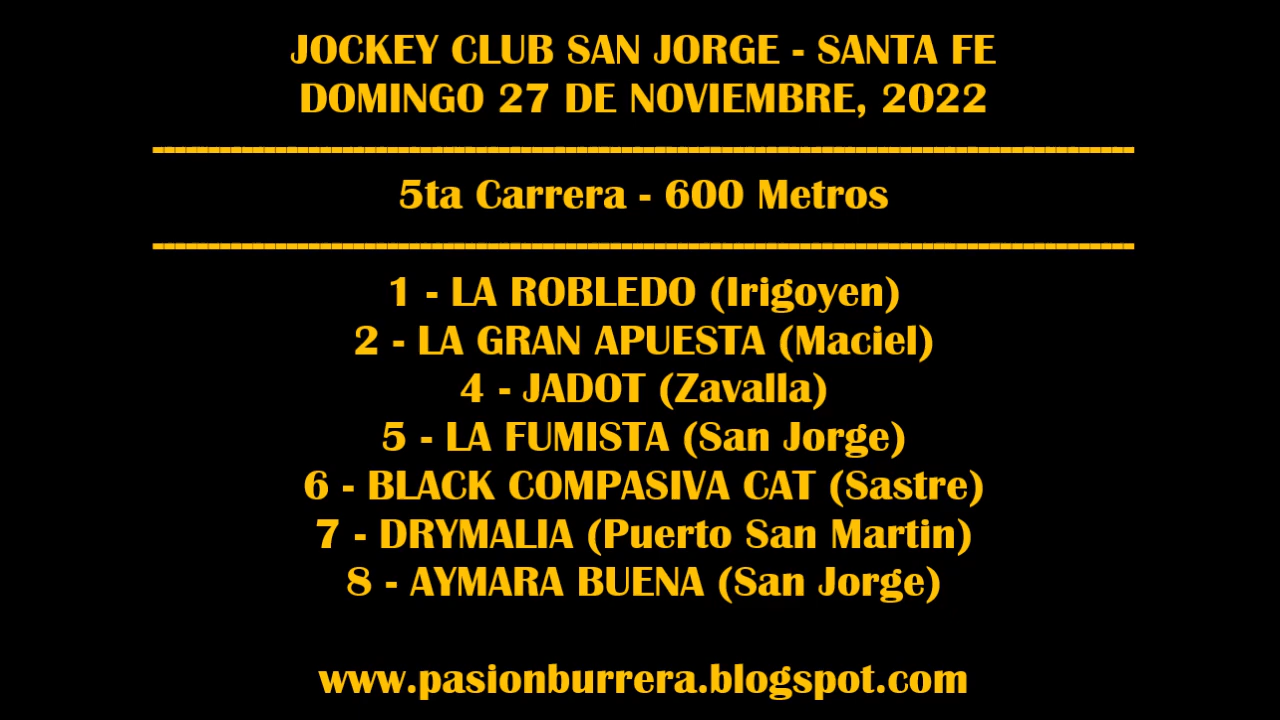 JOCKEY CLUB SAN JORGE - SANTA FE
DOMINGO 27 DE NOVIEMBRE, 2022
--------------------------------------------------------------------------------
5ta Carrera - 600 Metros
--------------------------------------------------------------------------------
1 - LA ROBLEDO (Irigoyen)
2 - LA GRAN APUESTA (Maciel)
4 - JADOT (Zavalla)
5 - LA FUMISTA (San Jorge)
6 - BLACK COMPASIVA CAT (Sastre)
7 - DRYMALIA (Puerto San Martin)
8 - AYMARA BUENA (San Jorge)
www.pasionburrera.blogspot.com